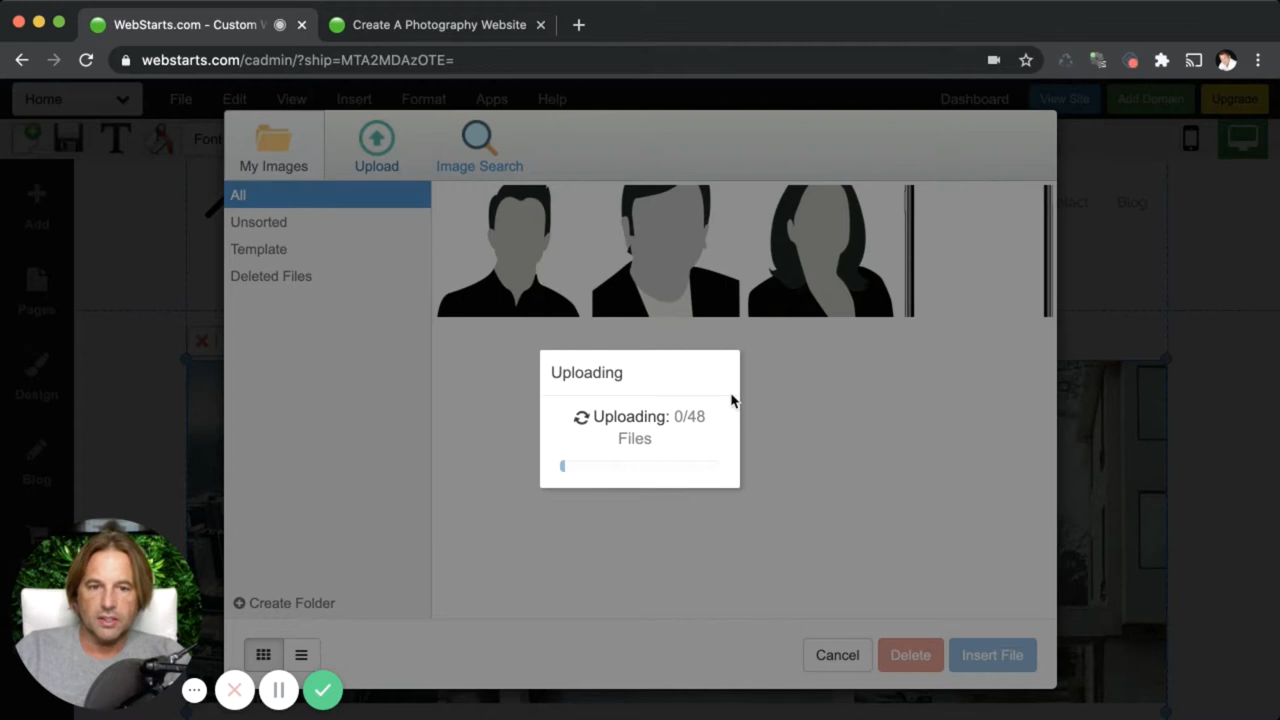 WebStarts.com - Custom W
Create A Photography Website
webstarts.com/cadmin/?ship=MTA2MDAzOTE=
Home
File
Edit
View
Insert
Format
Apps
Help
Dashboard
View Site
Add Domain
Upgrade
Font
My Images
Upload
Image Search
All
Unsorted
Template
Deleted Files
Blog
Add
Pages
Design
Blog
Uploading
Uploading: 0/48
Files
Create Folder
Cancel
Delete
Insert File